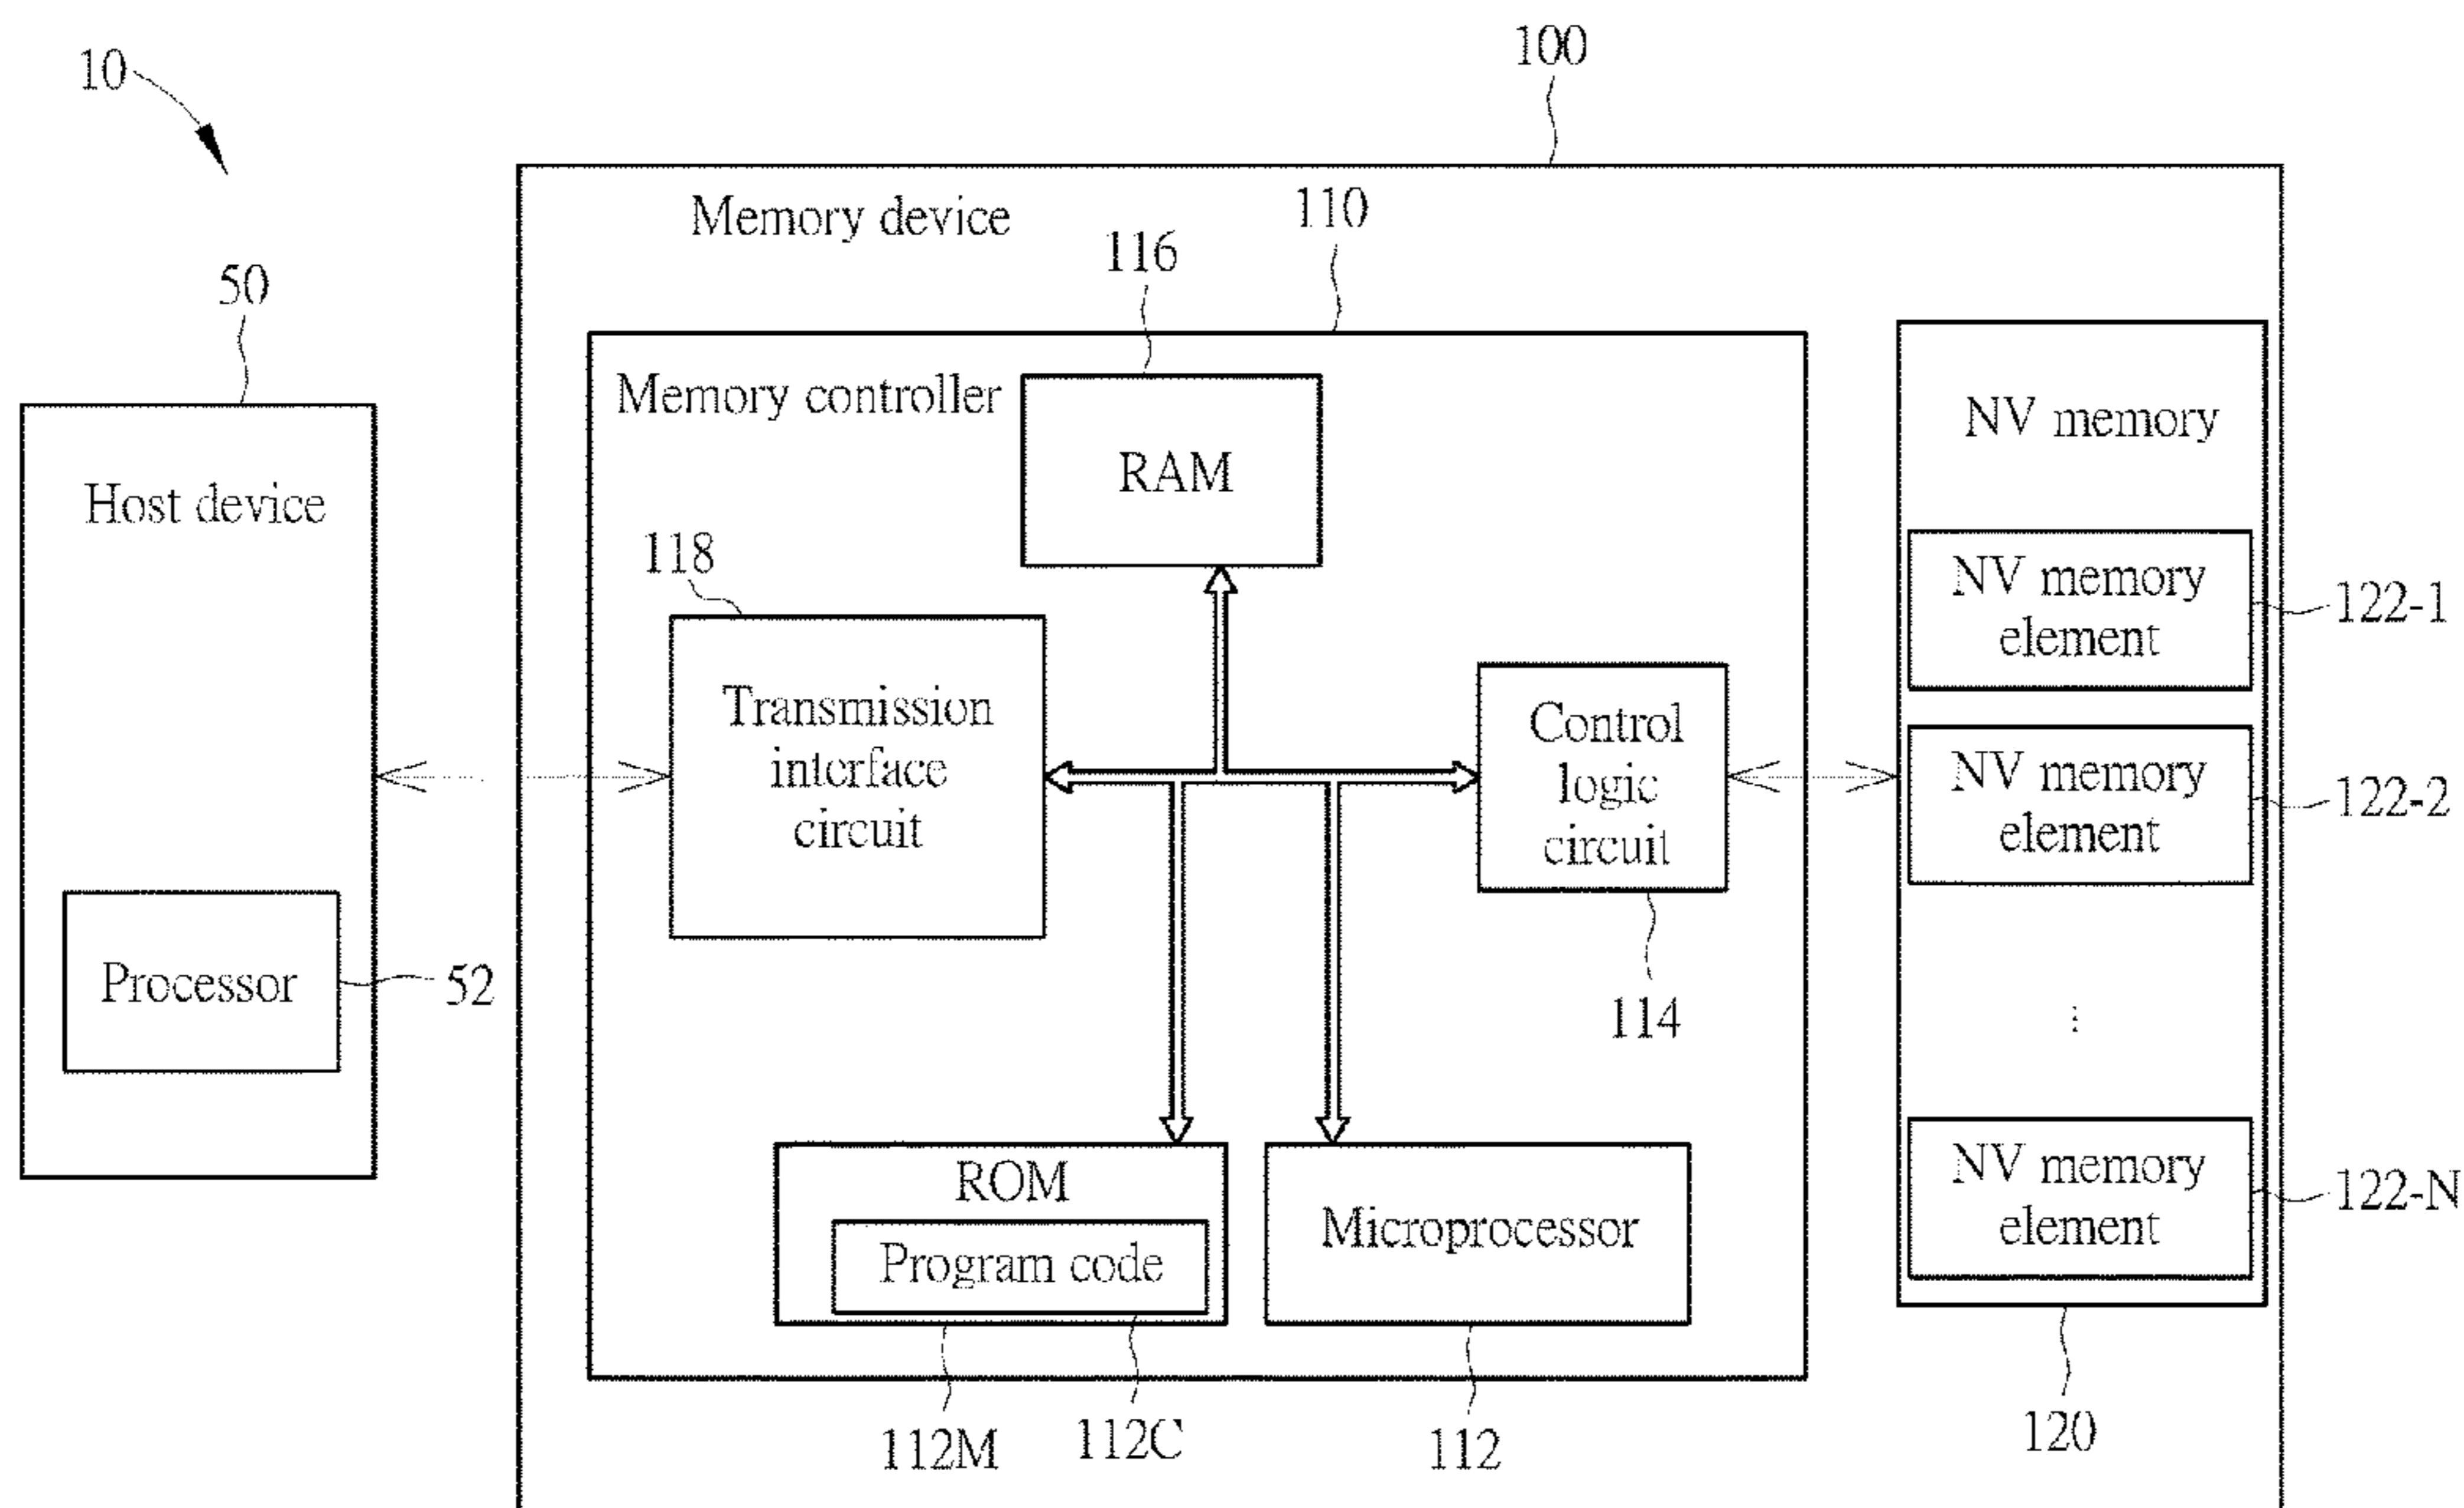 10
100
Memory device
110
116
50
Memory controller
RAM
NV memory
Host device
118
NV memory
element
122-1
Transmission
interface
circuit
Control
logic
circuit
NV memory
element
122-2
Processor
52
114
⋮
ROM
Program code
Microprocessor
NV memory
element
122-N
112M
112C
112
120